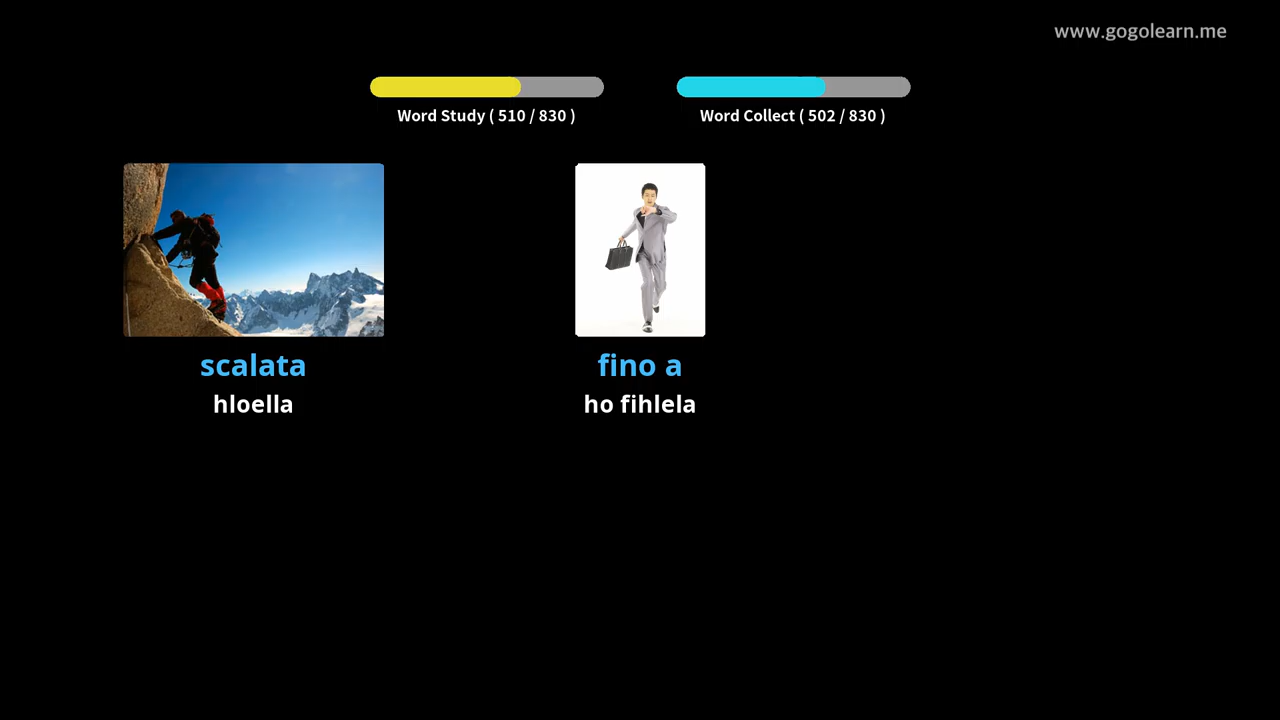 www.gogolearn.me
Word Study ( 510 / 830 )
Word Collect ( 502 / 830 )
scalata
hloella
fino a
ho fihlela